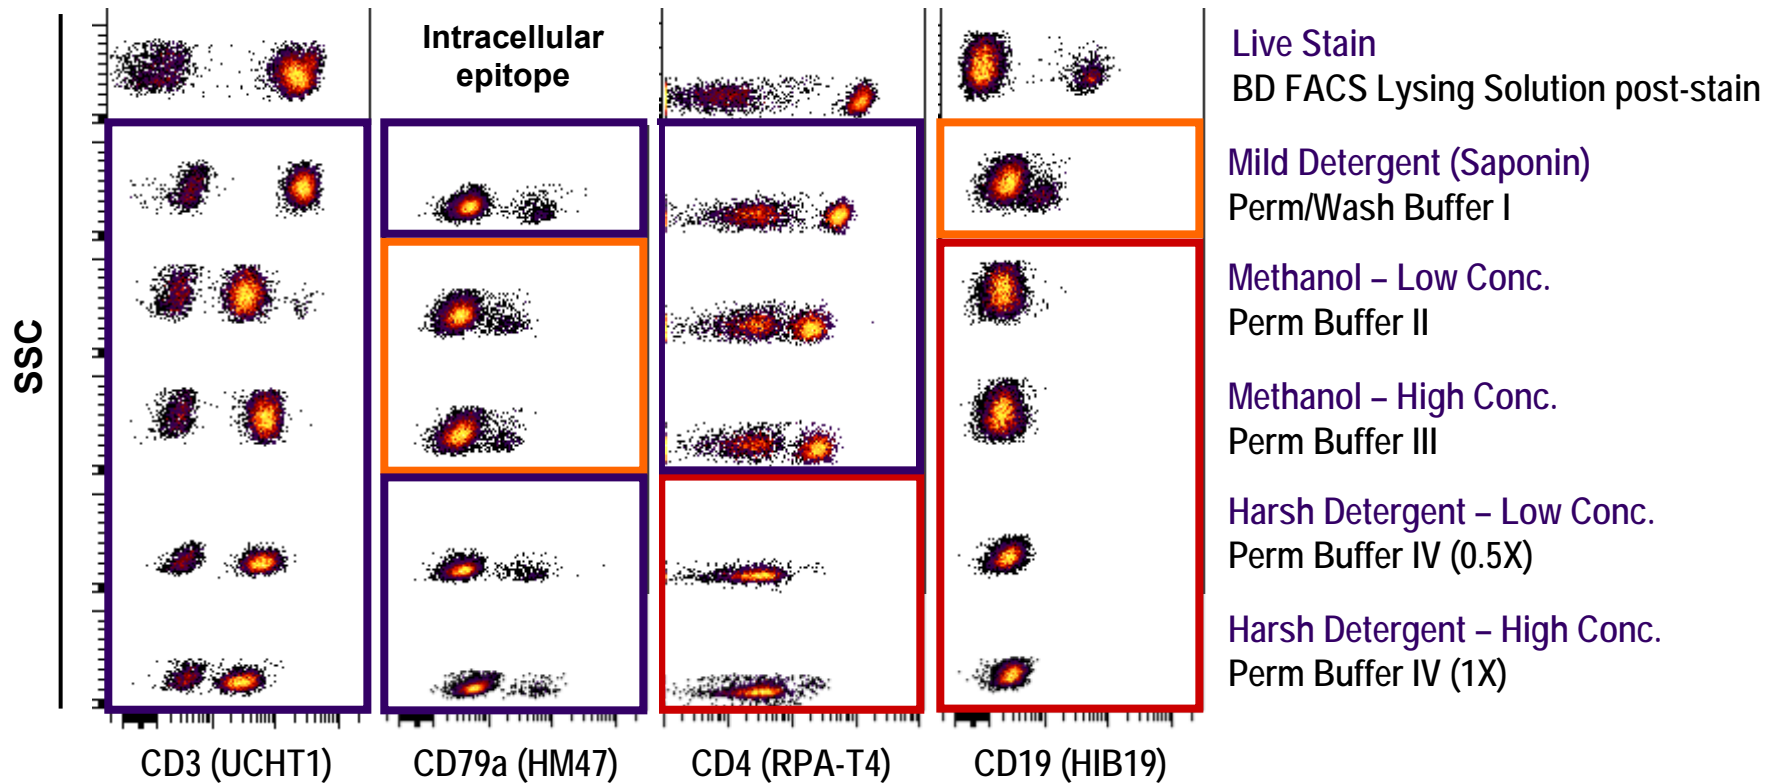 Intracellular
epitope
Live Stain
BD FACS Lysing Solution post-stain
Mild Detergent (Saponin)
Perm/Wash Buffer I
Methanol – Low Conc.
Perm Buffer II
Methanol – High Conc.
Perm Buffer III
Harsh Detergent – Low Conc.
Perm Buffer IV (0.5X)
Harsh Detergent – High Conc.
Perm Buffer IV (1X)
SSC
CD3 (UCHT1)
CD79a (HM47)
CD4 (RPA-T4)
CD19 (HIB19)